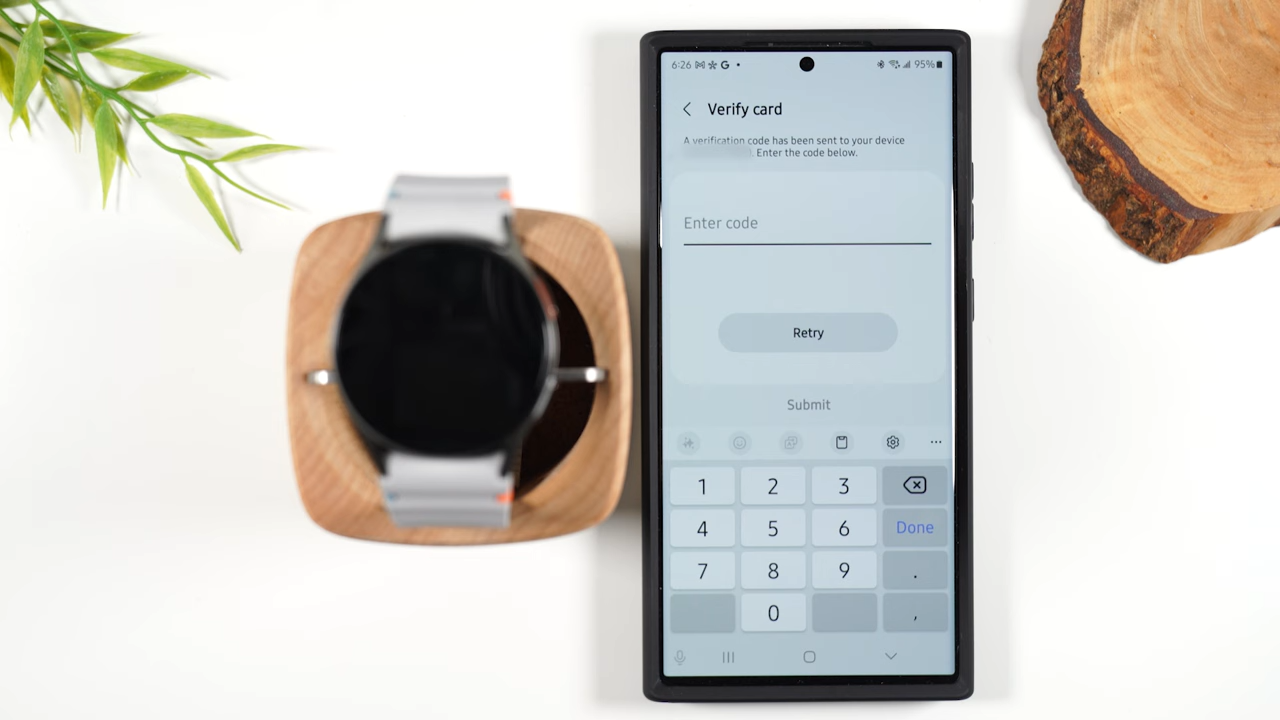 6:26 G 95%
Verify card
A verification code has been sent to your device
. Enter the code below.
Enter code
Retry
Submit
1 2 3
4 5 6 Done
7 8 9 .
0 ,